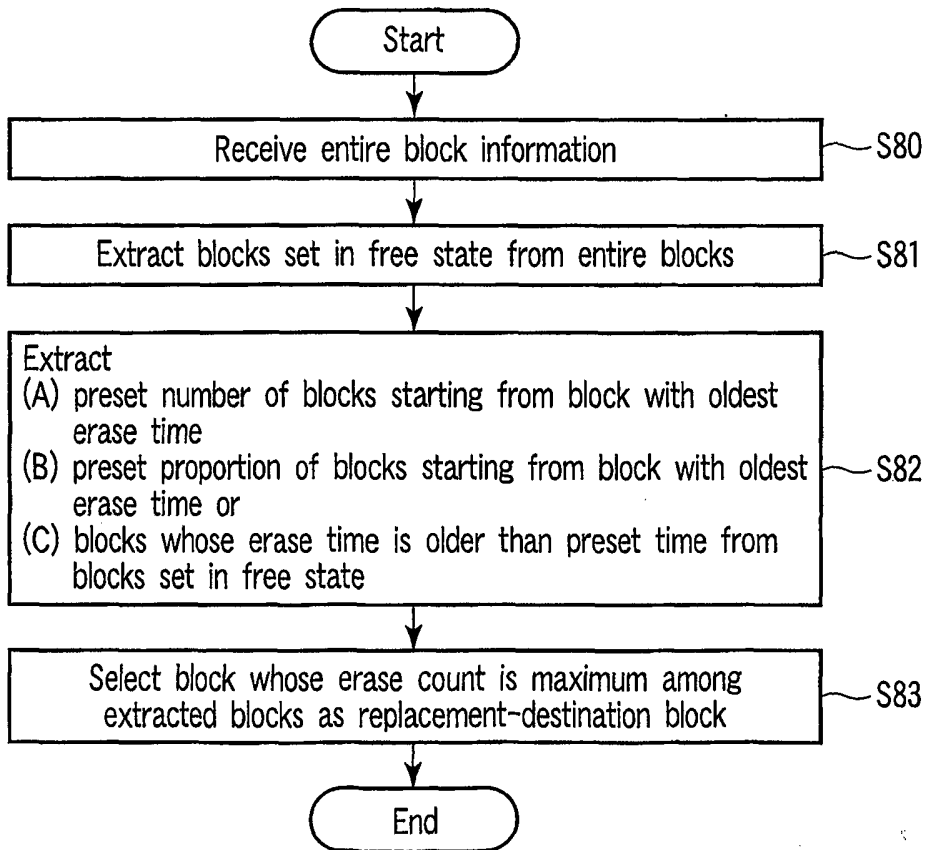 Start
Receive entire block information
S80
Extract blocks set in free state from entire blocks
S81
Extract
(A) preset number of blocks starting from block with oldest
erase time
(B) preset proportion of blocks starting from block with oldest
erase time or
(C) blocks whose erase time is older than preset time from
blocks set in free state
S82
Select block whose erase count is maximum among
extracted blocks as replacement-destination block
S83
End